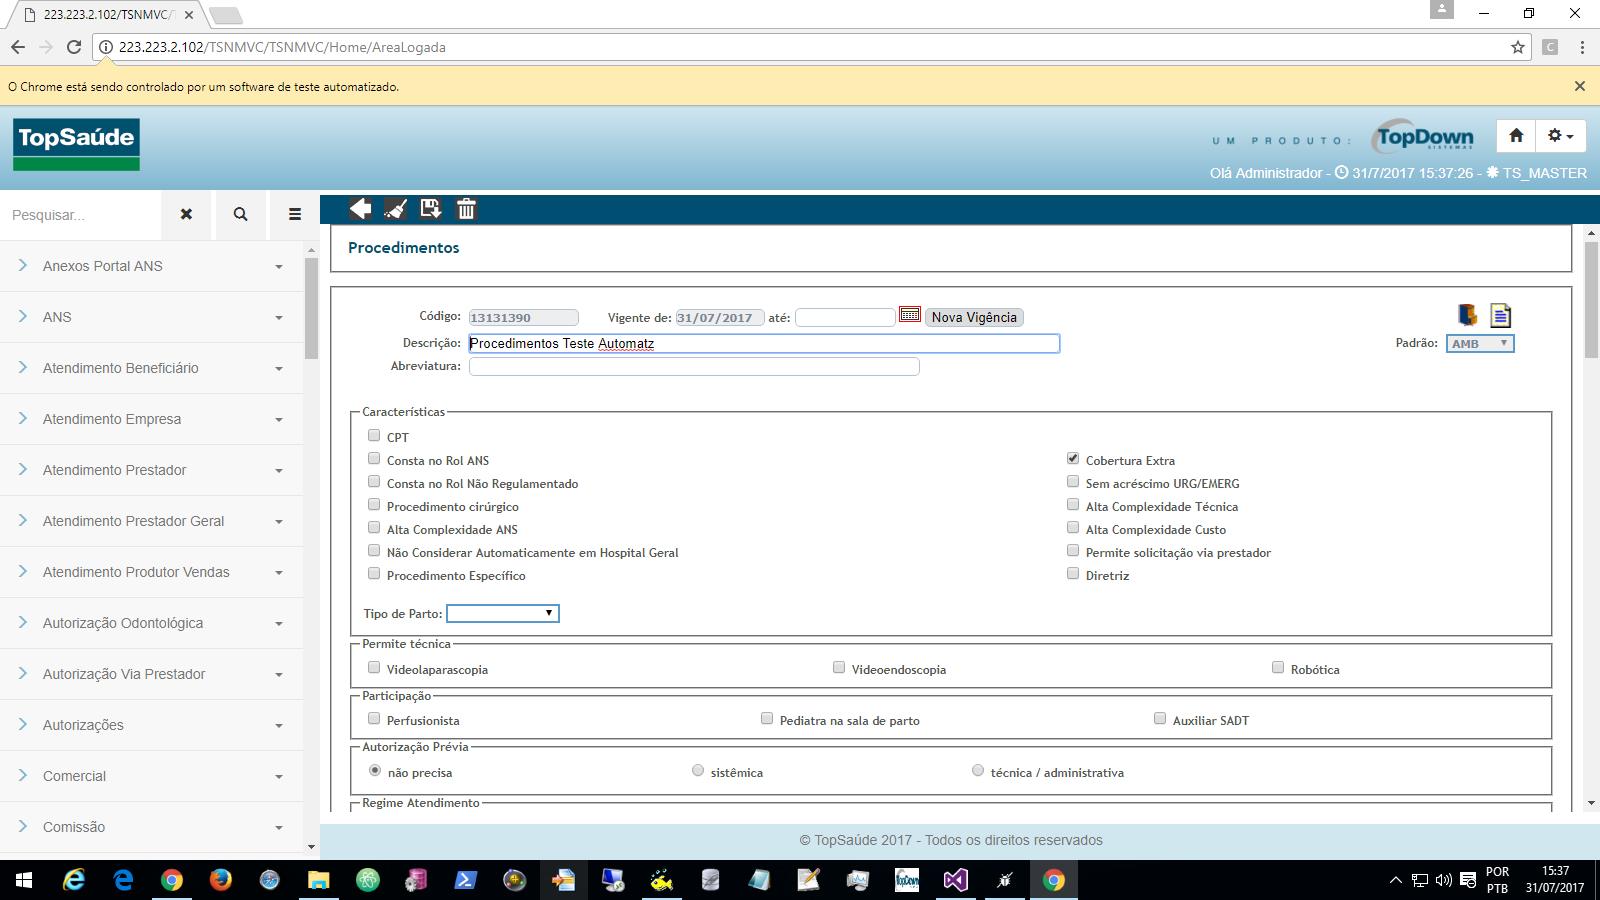 223.223.2.102/TSNMVC/T
223.223.2.102/TSNMVC/TSNMVC/Home/AreaLogada
C
O Chrome está sendo controlado por um software de teste automatizado.
TopSaúde
UM PRODUTO:
TopDown
SISTEMAS
Olá Administrador - 31/7/2017 15:37:26 - TS_MASTER
Pesquisar...
Anexos Portal ANS
ANS
Atendimento Beneficiário
Atendimento Empresa
Atendimento Prestador
Atendimento Prestador Geral
Atendimento Produtor Vendas
Autorização Odontológica
Autorização Via Prestador
Autorizações
Comercial
Comissão
Procedimentos
Código: 13131390 Vigente de: 31/07/2017 até: Nova Vigência
Descrição: Procedimentos Teste Automatz Padrão: AMB
Abreviatura:
Características
CPT
Consta no Rol ANS Cobertura Extra
Consta no Rol Não Regulamentado Sem acréscimo URG/EMERG
Procedimento cirúrgico Alta Complexidade Técnica
Alta Complexidade ANS Alta Complexidade Custo
Não Considerar Automaticamente em Hospital Geral Permite solicitação via prestador
Procedimento Específico Diretriz
Tipo de Parto:
Permite técnica
Videolaparascopia Videoendoscopia Robótica
Participação
Perfusionista Pediatra na sala de parto Auxiliar SADT
Autorização Prévia
não precisa sistêmica técnica / administrativa
Regime Atendimento
© TopSaúde 2017 - Todos os direitos reservados
TopDown
POR
PTB
15:37
31/07/2017